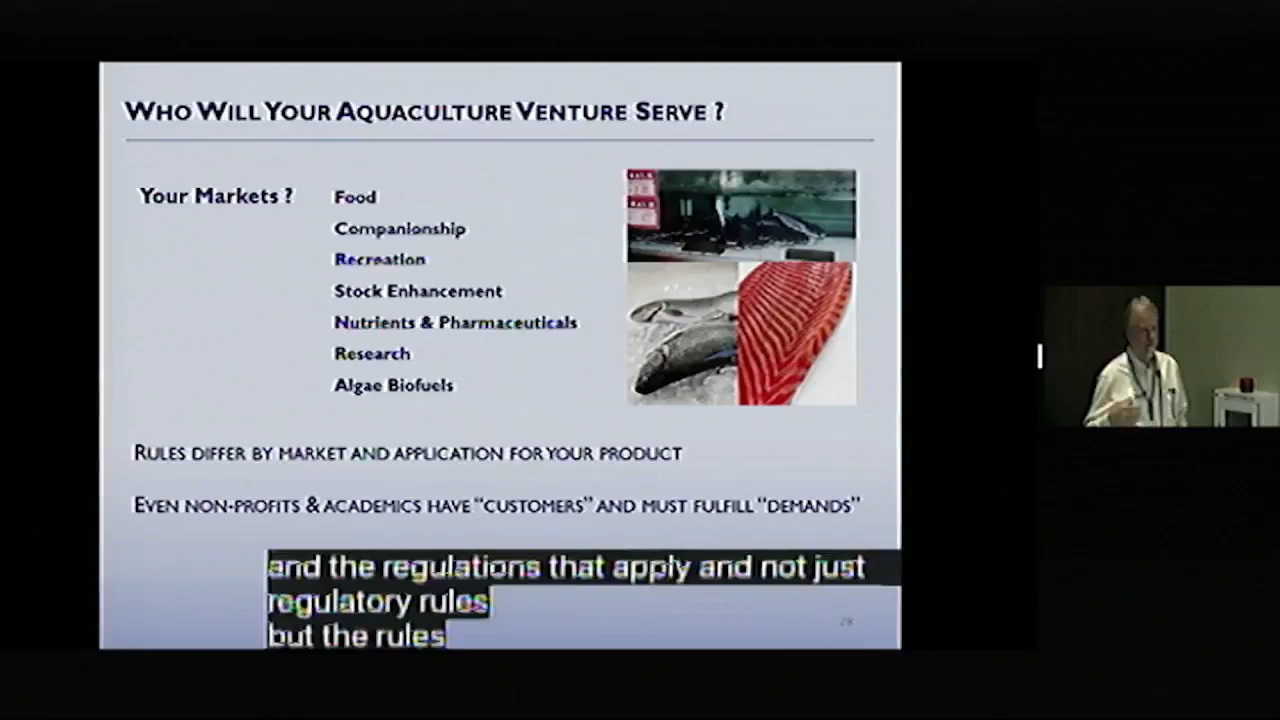 WHO WILL YOUR AQUACULTURE VENTURE SERVE ?
Your Markets ?
Food
Companionship
Recreation
Stock Enhancement
Nutrients & Pharmaceuticals
Research
Algae Biofuels
RULES DIFFER BY MARKET AND APPLICATION FOR YOUR PRODUCT
EVEN NON-PROFITS & ACADEMICS HAVE “CUSTOMERS” AND MUST FULFILL “DEMANDS”
and the regulations that apply and not just
regulatory rules
but the rules